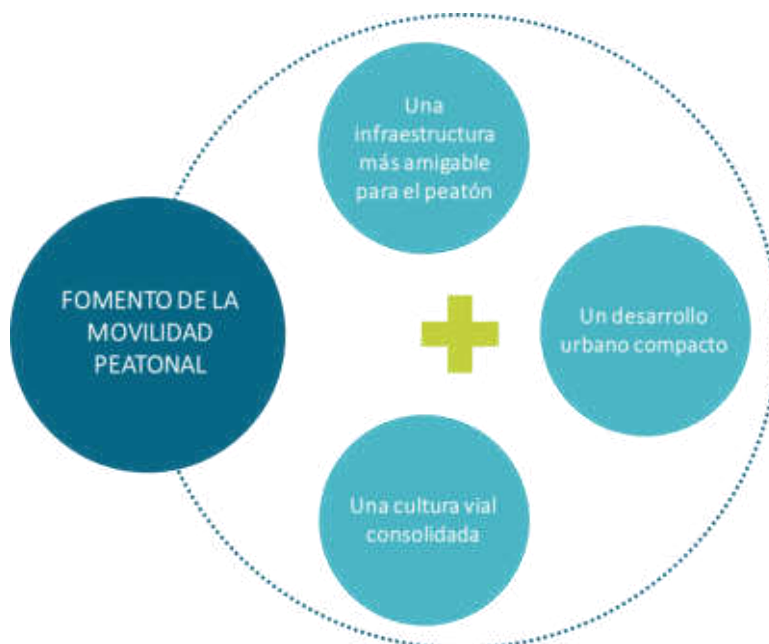 Una
infraestructura
más amigable
para el peatón
FOMENTO DE LA
MOVILIDAD
PEATONAL
Un desarrollo
urbano compacto
Una cultura vial
consolidada